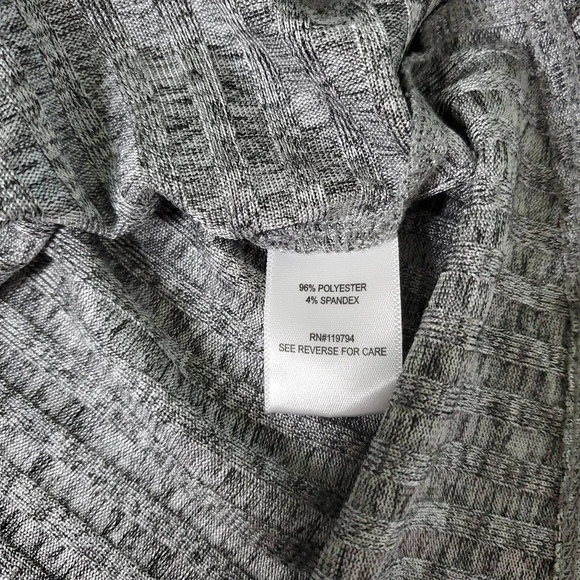 96% POLYESTER
4% SPANDEX
RN#119794
SEE REVERSE FOR CARE